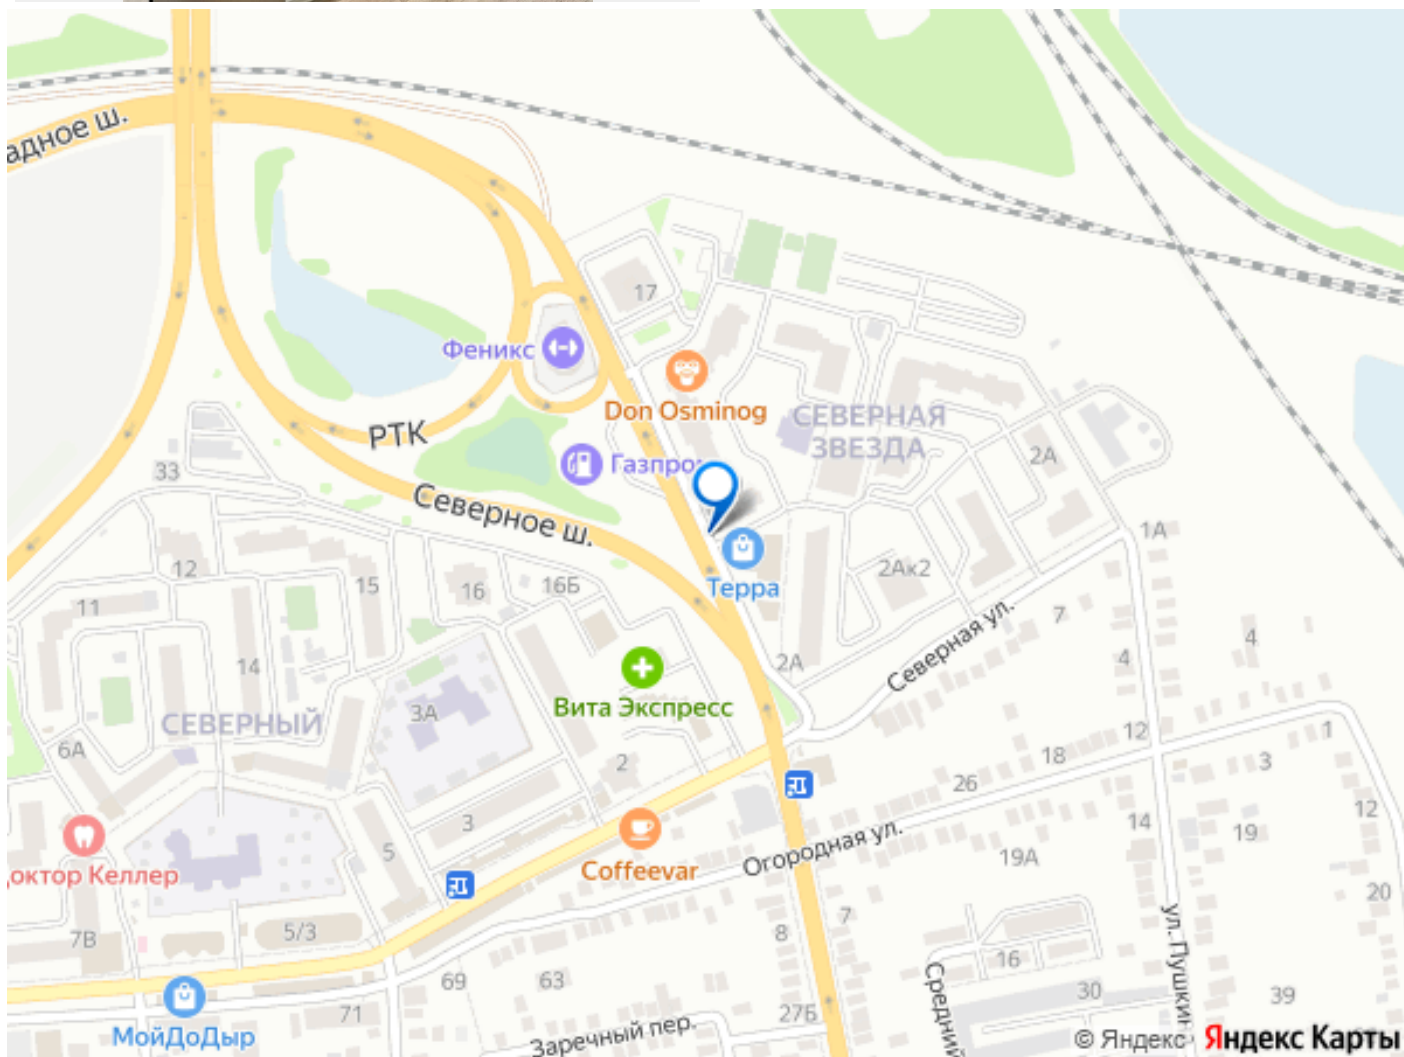 адное ш.
17
Феникс
Don Osminog
РТК
СЕВЕРНАЯ
ЗВЕЗДА
Газпро
2А
33
Северное ш.
1А
12
15
16
16Б
Терра
2Ак2
11
7
Северная ул.
4
4
14
2А
Вита Экспресс
3А
СЕВЕРНЫЙ
6А
12
1
18
3
2
26
12
3
14
19
Огородная ул.
5
19А
Coffeevar
октор Келлер
20
7
5/3
8
7В
ул. Пушкин
16
Средний
69
63
30
39
МойДоДыр
71
27Б
Заречный пер.
© Яндекс Яндекс Карты